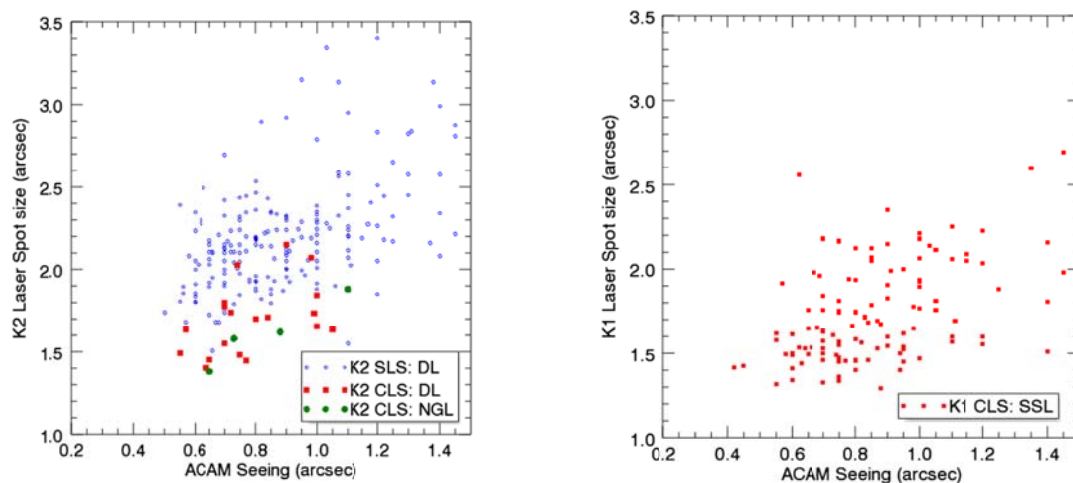 3.5
3.0
2.5
2.0
1.5
1.0
K2 Laser Spot size (arcsec)
K2 SLS: DL
K2 CLS: DL
K2 CLS: NGL
0.2 0.4 0.6 0.8 1.0 1.2 1.4
ACAM Seeing (arcsec)
3.5
3.0
2.5
2.0
1.5
1.0
K1 Laser Spot size (arcsec)
K1 CLS: SSL
0.2 0.4 0.6 0.8 1.0 1.2 1.4
ACAM Seeing (arcsec)